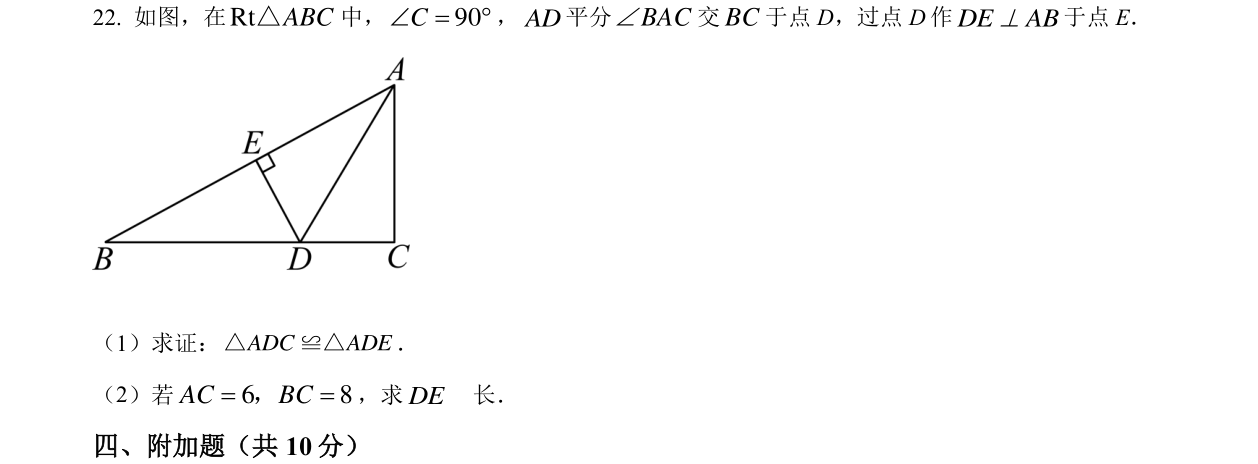 22. 如图，在Rt△ABC中，∠C=90°，AD平分∠BAC交BC于点D，过点D作DE⊥AB于点E．
A
E
B
D
C
（1）求证：△ADC≌△ADE．
（2）若AC=6，BC=8，求DE 长．
四、附加题（共10分）